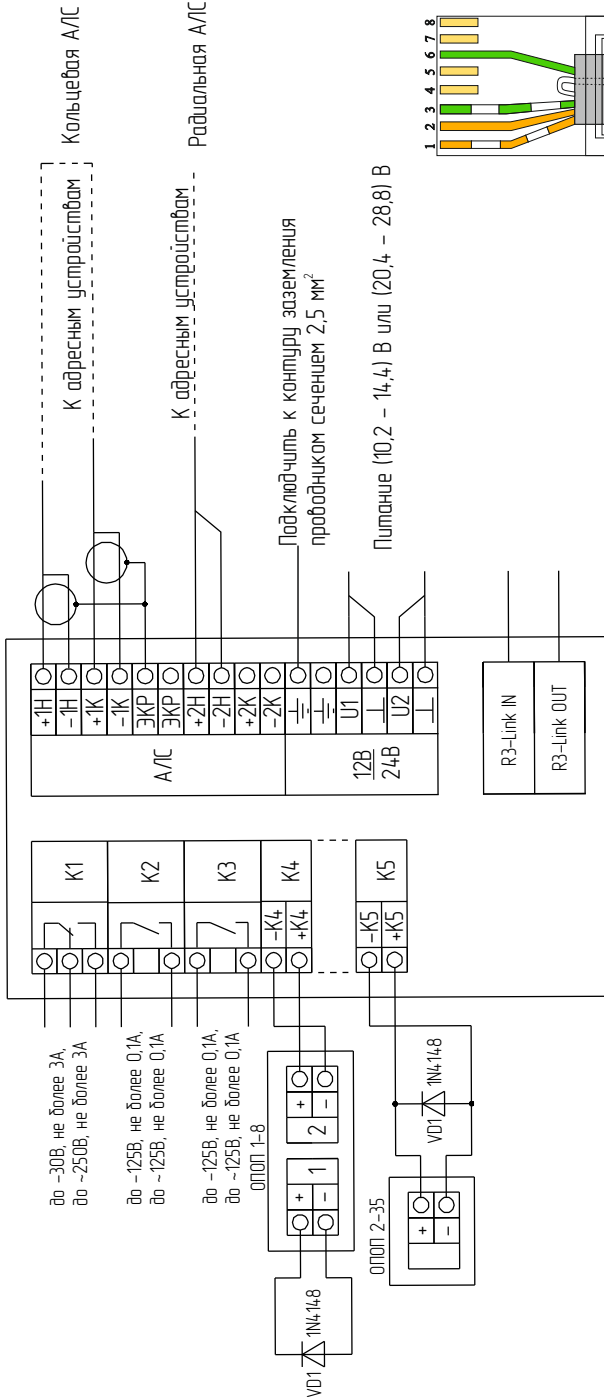 до -30В, не более 3А,
до ~250В, не более 3А
до -125В, не более 0,1А,
до ~125В, не более 0,1А
до -125В, не более 0,1А,
до ~125В, не более 0,1А
ОПОП 1-8
+
-
1
+
-
2
VD1
1N4148
ОПОП 2-35
+
-
VD1
1N4148
К1
К2
К3
К4
-К4
+К4
К5
-К5
+К5
АЛС
+1Н
-1Н
+1К
-1К
ЭКР
ЭКР
+2Н
-2Н
+2К
-2К
12В
24В
U1
U2
R3-Link IN
R3-Link OUT
Кольцевая АЛС
К адресным устройствам
Радиальная АЛС
К адресным устройствам
Подключить к контуру заземления
проводником сечением 2,5 мм²
Питание (10,2 - 14,4) В или (20,4 - 28,8) В
1 2 3 4 5 6 7 8